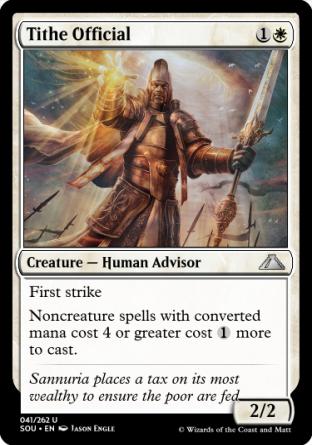 Tithe Official 1
Creature — Human Advisor
First strike
Noncreature spells with converted
mana cost 4 or greater cost 1 more
to cast.
Sannuria places a tax on its most
wealthy to ensure the poor are fed.
2/2
041/262 U
SOU • EN Jason Engle
© Wizards of the Coast and Matt